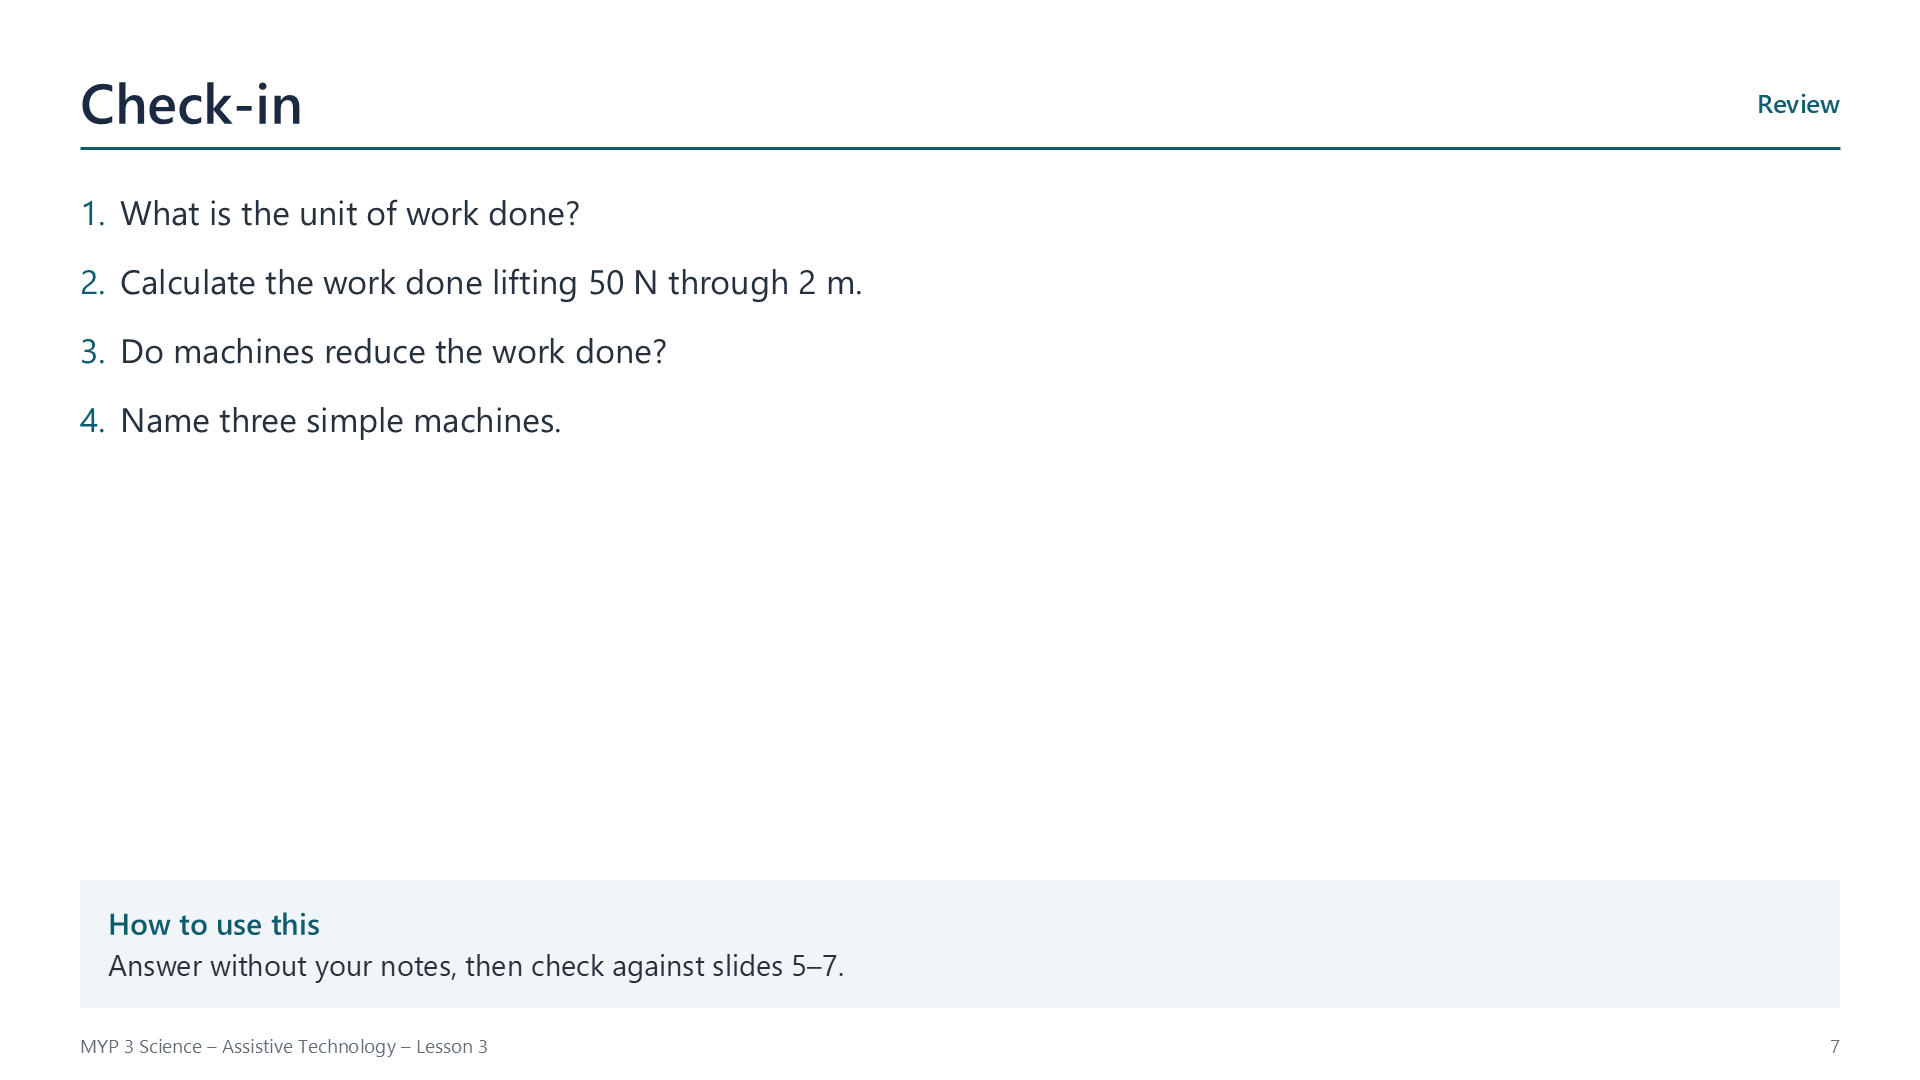 Check-in
Review
1. What is the unit of work done?
2. Calculate the work done lifting 50 N through 2 m.
3. Do machines reduce the work done?
4. Name three simple machines.
How to use this
Answer without your notes, then check against slides 5–7.
MYP 3 Science – Assistive Technology – Lesson 3
7